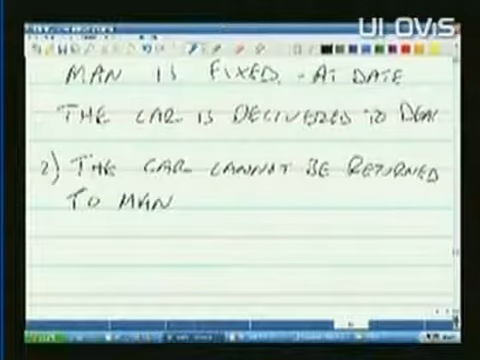 UI OVIS
MAN IS FIXED - AT DATE
THE CAR IS DELIVERED TO DEAL
2) THE CAR CANNOT BE RETURNED
TO MAN